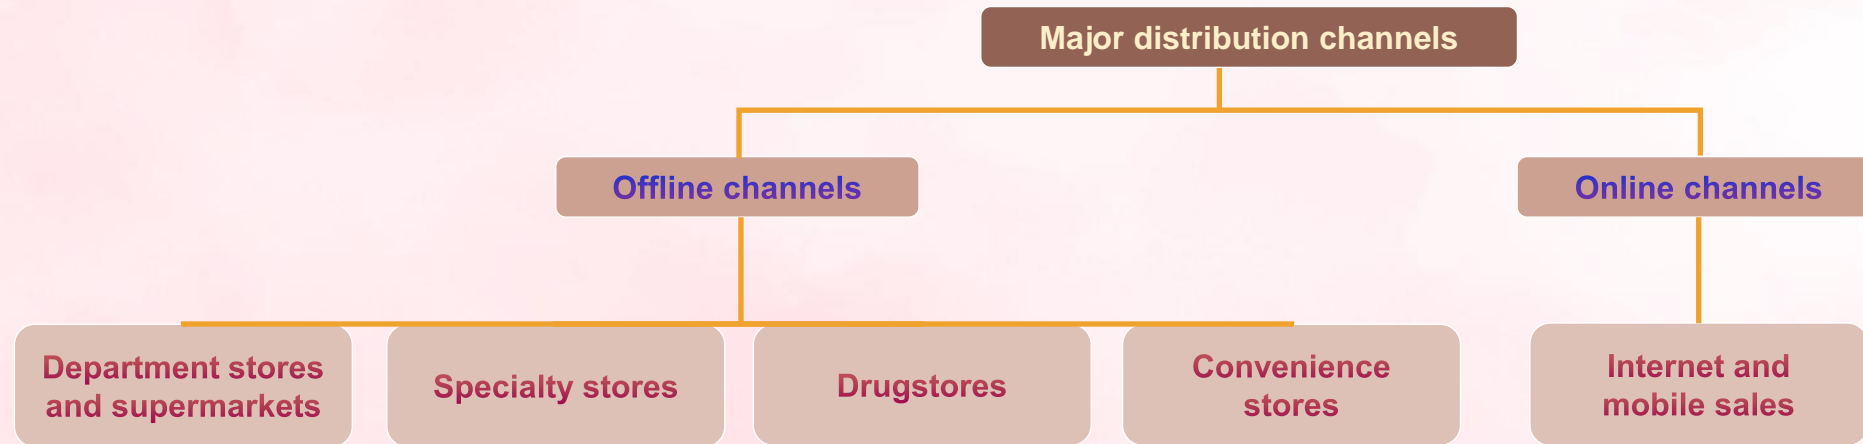 Major distribution channels
Offline channels
Online channels
Department stores
and supermarkets
Specialty stores
Drugstores
Convenience
stores
Internet and
mobile sales